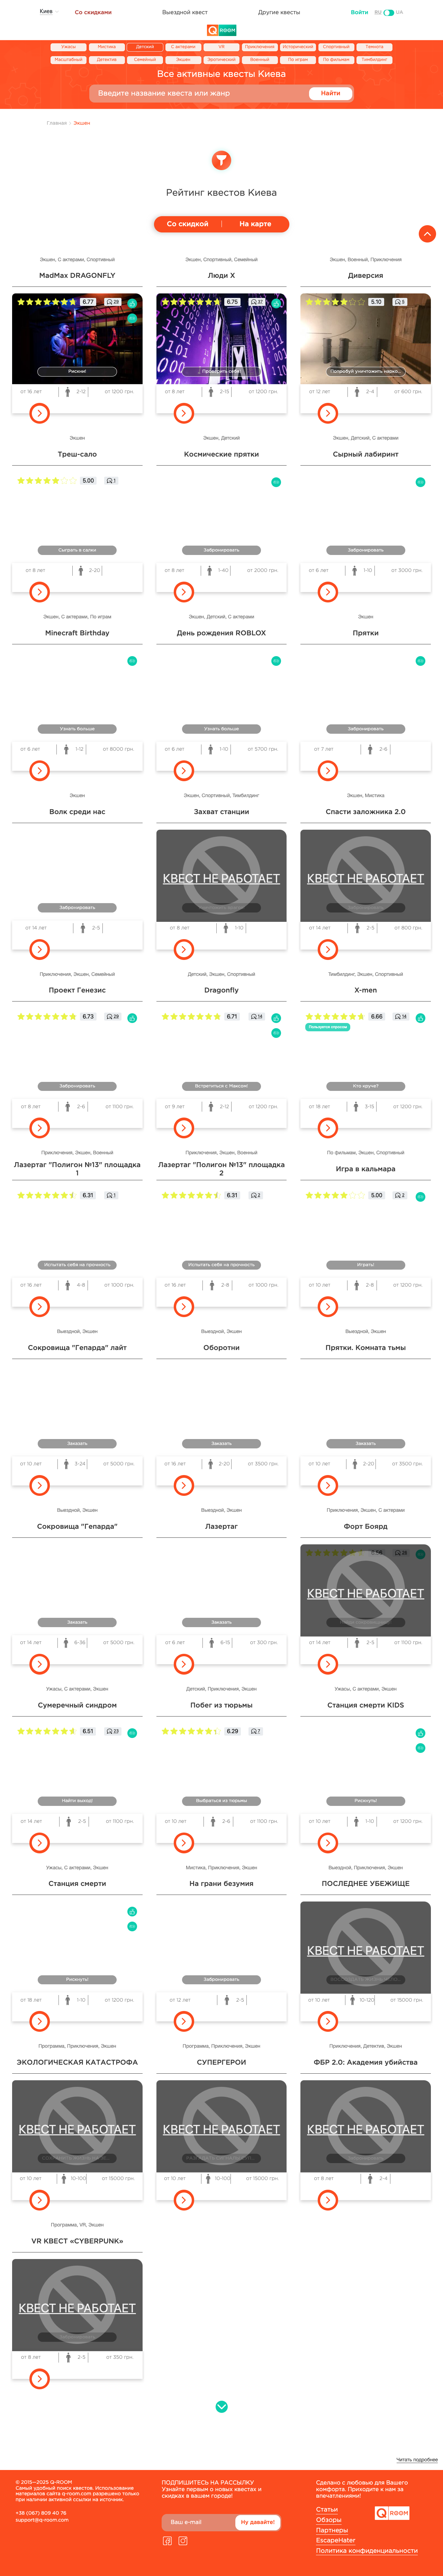 Киев
Со скидками
Выездной квест
Другие квесты
Войти
RU
UA
Q ROOM
Ужасы
Мистика
Детский
С актерами
VR
Приключения
Исторический
Спортивный
Темнота
Масштабный
Детектив
Семейный
Экшен
Эротический
Военный
По играм
По фильмам
Тимбилдинг
Все активные квесты Киева
Введите название квеста или жанр
Найти
Главная
Экшен
Рейтинг квестов Киева
Со скидкой
На карте
Экшен, С актерами, Спортивный
MadMax DRAGONFLY
6.77
Рискни!
от 16 лет
2-12
от 1200 грн.
Экшен, Спортивный, Семейный
Люди X
6.75
37
Проверить себя!
от 8 лет
2-15
от 1200 грн.
Экшен, Военный, Приключения
Диверсия
5.10
от 12 лет
2-4
от 600 грн.
Экшен
Треш-сало
5.00
1
Сыграть в салки
от 8 лет
2-20
Экшен, Детский
Космические прятки
Забронировать
от 8 лет
1-40
от 2000 грн.
Экшен, Детский, С актерами
Сырный лабиринт
Забронировать
от 6 лет
1-10
от 3000 грн.
Экшен, С актерами, По играм
Minecraft Birthday
Узнать больше
от 6 лет
1-12
от 8000 грн.
Экшен, Детский, С актерами
День рождения ROBLOX
Узнать больше
от 6 лет
1-10
от 5700 грн.
Экшен
Прятки
Забронировать
от 7 лет
2-6
Экшен
Волк среди нас
Забронировать
от 14 лет
2-5
Экшен, Спортивный, Тимбилдинг
Захват станции
КВЕСТ НЕ РАБОТАЕТ
от 8 лет
1-10
Экшен, Мистика
Спасти заложника 2.0
КВЕСТ НЕ РАБОТАЕТ
от 14 лет
2-5
от 800 грн.
Приключения, Экшен, Семейный
Проект Генезис
6.73
Забронировать
от 8 лет
2-6
от 1100 грн.
Детский, Экшен, Спортивный
Dragonfly
6.71
14
Встретиться с Максом!
от 9 лет
2-12
от 1200 грн.
Тимбилдинг, Экшен, Спортивный
X-men
6.66
14
Пользуется спросом
Кто круче?
от 18 лет
3-15
от 1200 грн.
Приключения, Экшен, Военный
Лазертаг "Полигон №13" площадка
1
6.31
1
Испытать себя на прочность
от 16 лет
4-8
от 1000 грн.
Приключения, Экшен, Военный
Лазертаг "Полигон №13" площадка
2
6.31
2
Испытать себя на прочность
от 16 лет
2-8
от 1000 грн.
По фильмам, Экшен, Спортивный
Игра в кальмара
5.00
2
Играть!
от 10 лет
2-8
от 1200 грн.
Выездной, Экшен
Сокровища "Гепарда" лайт
Заказать
от 10 лет
3-24
от 5000 грн.
Выездной, Экшен
Оборотни
Заказать
от 16 лет
2-20
от 3500 грн.
Выездной, Экшен
Прятки. Комната тьмы
Заказать
от 10 лет
2-20
от 3500 грн.
Выездной, Экшен
Сокровища "Гепарда"
Заказать
от 14 лет
6-36
от 5000 грн.
Выездной, Экшен
Лазертаг
Заказать
от 6 лет
6-15
от 300 грн.
Приключения, Экшен, С актерами
Форт Боярд
КВЕСТ НЕ РАБОТАЕТ
от 14 лет
2-5
от 1100 грн.
Ужасы, С актерами, Экшен
Сумеречный синдром
6.51
23
Найти выход!
от 14 лет
2-5
от 1100 грн.
Детский, Приключения, Экшен
Побег из тюрьмы
6.29
7
Выбраться из тюрьмы
от 10 лет
2-6
от 1100 грн.
Ужасы, С актерами, Экшен
Станция смерти KIDS
Рискнуть!
от 10 лет
1-10
от 1200 грн.
Ужасы, С актерами, Экшен
Станция смерти
Рискнуть!
от 18 лет
1-10
от 1200 грн.
Мистика, Приключения, Экшен
На грани безумия
Забронировать
от 12 лет
2-5
Выездной, Приключения, Экшен
ПОСЛЕДНЕЕ УБЕЖИЩЕ
КВЕСТ НЕ РАБОТАЕТ
от 10 лет
10-120
от 15000 грн.
Программа, Приключения, Экшен
ЭКОЛОГИЧЕСКАЯ КАТАСТРОФА
КВЕСТ НЕ РАБОТАЕТ
от 10 лет
10-100
от 15000 грн.
Программа, Приключения, Экшен
СУПЕРГЕРОИ
КВЕСТ НЕ РАБОТАЕТ
от 10 лет
10-100
от 15000 грн.
Приключения, Детектив, Экшен
ФБР 2.0: Академия убийства
КВЕСТ НЕ РАБОТАЕТ
от 8 лет
2-4
Программа, VR, Экшен
VR КВЕСТ «CYBERPUNK»
КВЕСТ НЕ РАБОТАЕТ
от 8 лет
2-5
от 350 грн.
Читать подробнее
© 2015—2025 Q-ROOM
Самый удобный поиск квестов. Использование
материалов сайта q-room.com разрешено только
при наличии активной ссылки на источник.
+38 (067) 809 40 76
support@q-room.com
ПОДПИШИТЕСЬ НА РАССЫЛКУ
Узнайте первым о новых квестах и
скидках в вашем городе!
Ваш e-mail
Ну давайте!
Сделано с любовью для Вашего
комфорта. Приходите к нам за
впечатлениями!
Статьи
Обзоры
Партнеры
EscapeHater
Политика конфиденциальности
Q ROOM